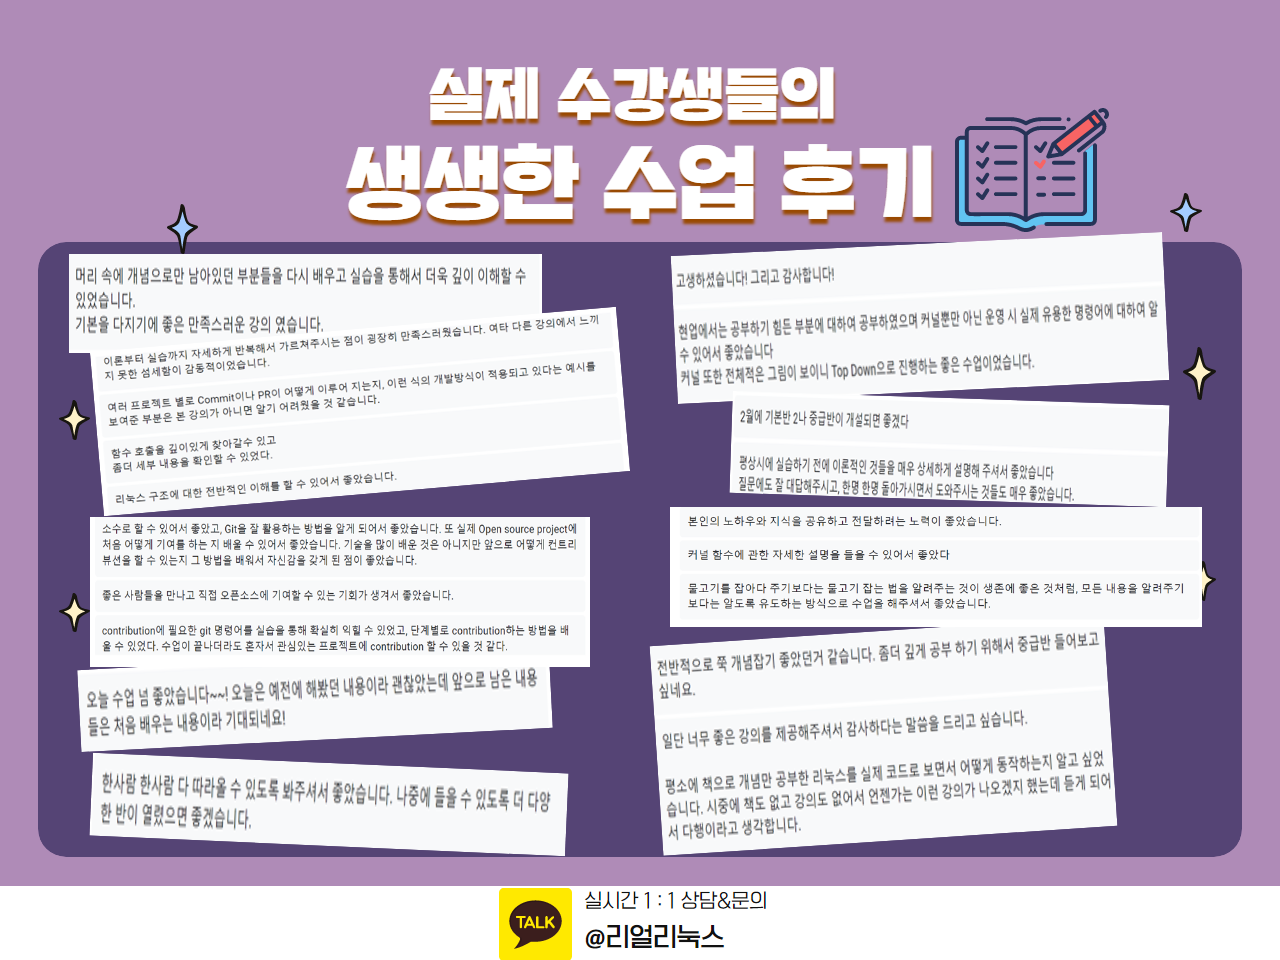 실제 수강생들의
생생한 수업 후기
머리 속에 개념으로만 남아있던 부분들을 다시 배우고 실습을 통해서 더욱 깊이 이해할 수
있었습니다.
기본을 다지기에 좋은 만족스러운 강의 였습니다.
이론부터 실습까지 자세하게 반복해서 가르쳐주시는 점이 굉장히 만족스러웠습니다. 여타 다른 강의에서 느끼
지 못한 섬세함이 감동적이었습니다.
여러 프로젝트 별로 Commit이나 PR이 어떻게 이루어 지는지, 이런 식의 개발방식이 적용되고 있다는 예시를
보여준 부분은 본 강의가 아니면 알기 어려웠을 것 같습니다.
함수 호출을 깊이있게 찾아갈수 있고
좀더 세부 내용을 확인할 수 있었다.
리눅스 구조에 대한 전반적인 이해를 할 수 있어서 좋았습니다.
소수로 할 수 있어서 좋았고, Git을 잘 활용하는 방법을 알게 되어서 좋았습니다. 또 실제 Open source project에
처음 어떻게 기여를 하는 지 배울 수 있어서 좋았습니다. 기술을 많이 배운 것은 아니지만 앞으로 어떻게 컨트리
뷰션을 할 수 있는지 그 방법을 배워서 자신감을 갖게 된 점이 좋았습니다.
좋은 사람들을 만나고 직접 오픈소스에 기여할 수 있는 기회가 생겨서 좋았습니다.
contribution에 필요한 git 명령어를 실습을 통해 확실히 익힐 수 있었고, 단계별로 contribution하는 방법을 배
울 수 있었다. 수업이 끝나더라도 혼자서 관심있는 프로젝트에 contribution 할 수 있을 것 같다.
오늘 수업 넘 좋았습니다~~! 오늘은 예전에 해봤던 내용이라 괜찮았는데 앞으로 남은 내용
들은 처음 배우는 내용이라 기대되네요!
한사람 한사람 다 따라올 수 있도록 봐주셔서 좋았습니다. 나중에 들을 수 있도록 더 다양
한 반이 열렸으면 좋겠습니다.
고생하셨습니다! 그리고 감사합니다!
현업에서는 공부하기 힘든 부분에 대하여 공부하였으며 커널뿐만 아닌 운영 시 실제 유용한 명령어에 대하여 알
수 있어서 좋았습니다
커널 또한 전체적은 그림이 보이니 Top Down으로 진행하는 좋은 수업이었습니다.
2월에 기본반 2나 중급반이 개설되면 좋겠다
평상시에 실습하기 전에 이론적인 것들을 매우 상세하게 설명해 주셔서 좋았습니다
질문에도 잘 대답해주시고, 한명 한명 돌아가시면서 도와주시는 것들도 매우 좋았습니다.
본인의 노하우와 지식을 공유하고 전달하려는 노력이 좋았습니다.
커널 함수에 관한 자세한 설명을 들을 수 있어서 좋았다
물고기를 잡아다 주기보다는 물고기 잡는 법을 알려주는 것이 생존에 좋은 것처럼, 모든 내용을 알려주기
보다는 알도록 유도하는 방식으로 수업을 해주셔서 좋았습니다.
전반적으로 쭉 개념잡기 좋았던거 같습니다. 좀더 깊게 공부 하기 위해서 중급반 들어보고
싶네요.
일단 너무 좋은 강의를 제공해주셔서 감사하다는 말씀을 드리고 싶습니다.
평소에 책으로 개념만 공부한 리눅스를 실제 코드로 보면서 어떻게 동작하는지 알고 싶었
습니다. 시중에 책도 없고 강의도 없어서 언젠가는 이런 강의가 나오겠지 했는데 듣게 되어
서 다행이라고 생각합니다.
TALK
실시간 1 : 1 상담&문의
@리얼리눅스